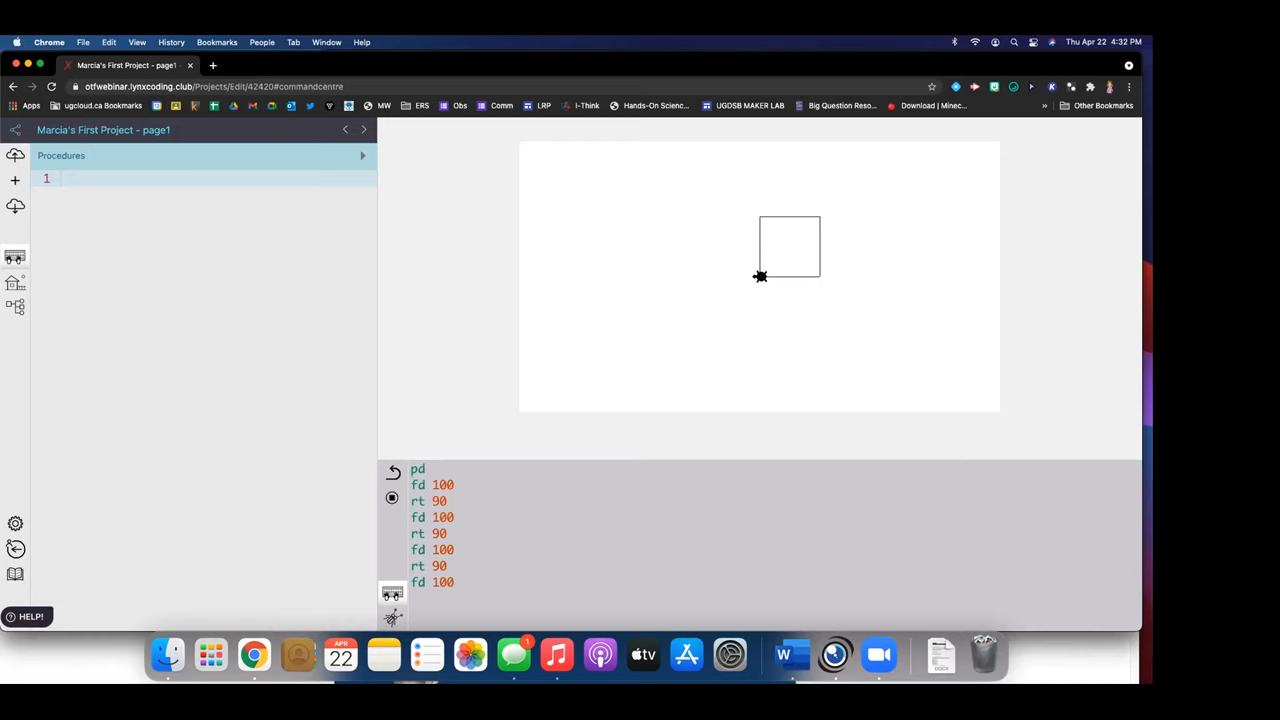 Chrome File Edit View History Bookmarks People Tab Window Help Thu Apr 22 4:32 PM
Marcia's First Project - page1
otfwebinar.lynxcoding.club/Projects/Edit/42420#commandcentre
Apps ugcloud.ca Bookmarks MW ERS Obs Comm LRP I-Think Hands-On Scienc... UGDSB MAKER LAB Big Question Reso... Download | Minec... » Other Bookmarks
Marcia's First Project - page1
Procedures
1
pd
fd 100
rt 90
fd 100
rt 90
fd 100
rt 90
fd 100
HELP!
APR
22
1
tv
W
DOCX